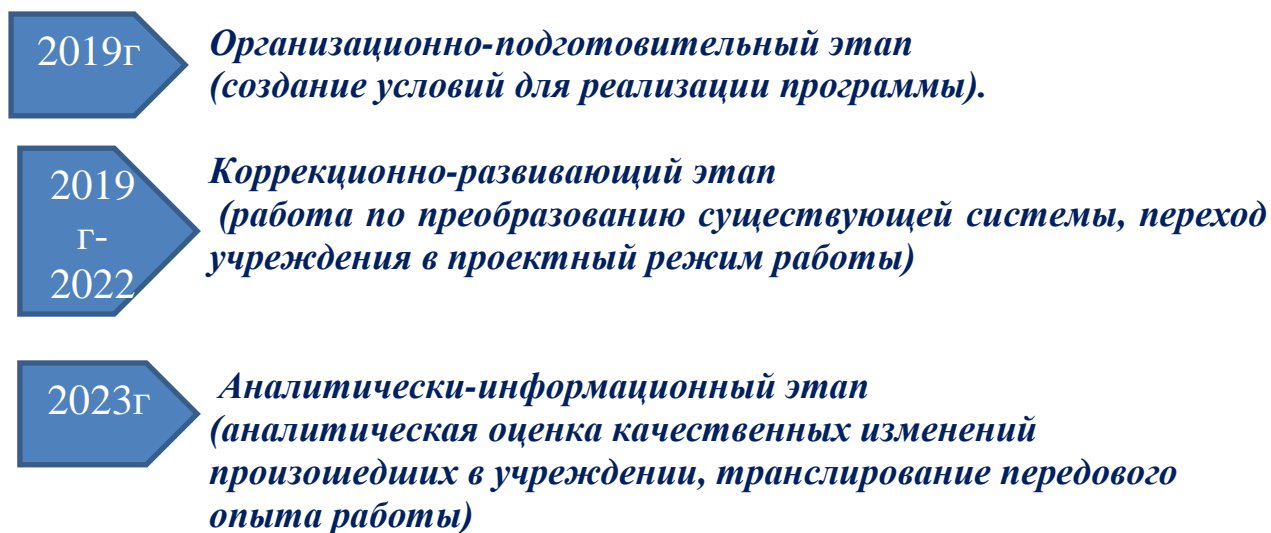 2019г
Организационно-подготовительный этап
(создание условий для реализации программы).
2019
г-
2022
Коррекционно-развивающий этап
(работа по преобразованию существующей системы, переход
учреждения в проектный режим работы)
2023г
Аналитически-информационный этап
(аналитическая оценка качественных изменений
произошедших в учреждении, транслирование передового
опыта работы)